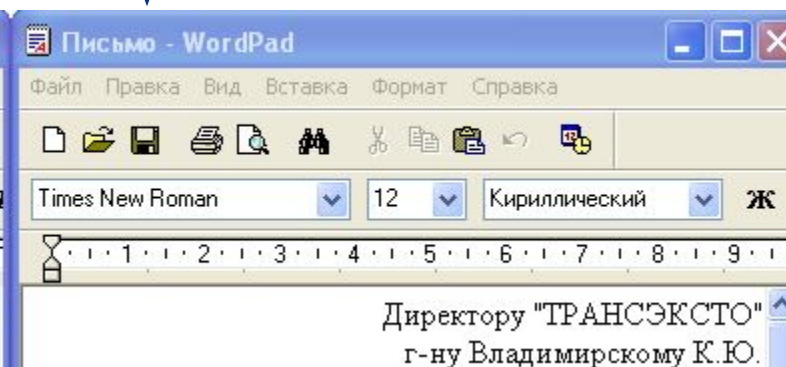 Письмо - WordPad
Файл Правка Вид Вставка Формат Справка
Times New Roman 12 Кириллический Ж
1 2 3 4 5 6 7 8 9
Директору "ТРАНСЭКСТО"
г-ну Владимирскому К.Ю.